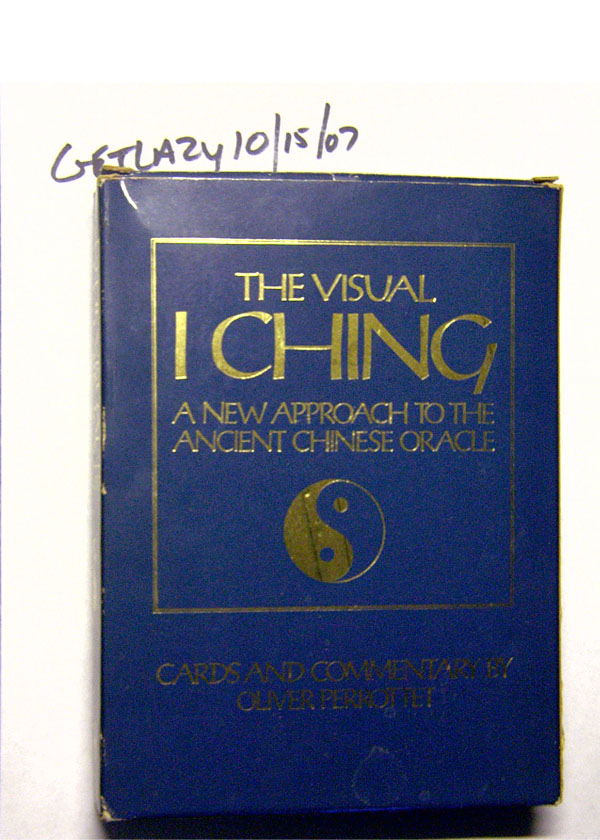 GETLAZY 10/15/07
THE VISUAL
I CHING
A NEW APPROACH TO THE
ANCIENT CHINESE ORACLE
CARDS AND COMMENTARY BY
OLIVER PERROTTET